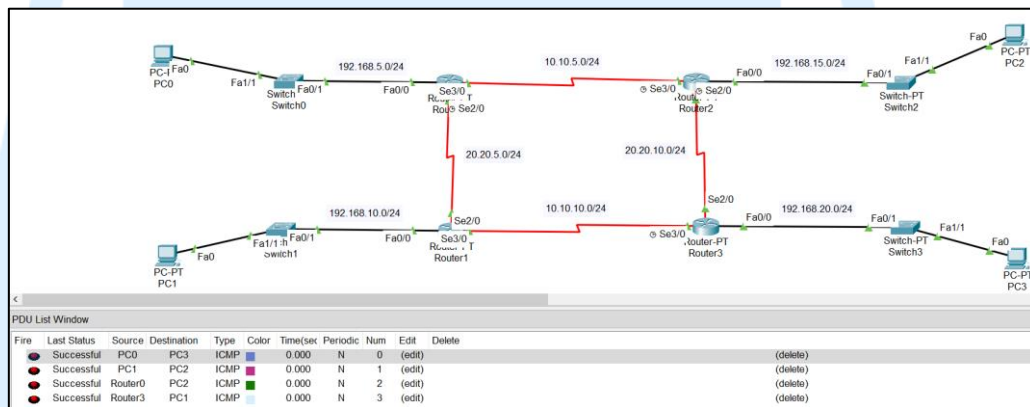 Fa0
PC-PT
PC2
PC-
PC0
Fa0
192.168.5.0/24
10.10.5.0/24
Fa0/0
192.168.15.0/24
Fa1/1
Fa1/1
Fa0/1
Fa0/0
Se3/0
Se3/0
Se2/0
Fa0/1
Switch
Switch0
Se2/0
Router2
Switch-PT
Switch2
20.20.5.0/24
20.20.10.0/24
192.168.10.0/24
Se2/0
10.10.10.0/24
Se2/0
192.168.20.0/24
Fa1/1
Fa0/1
Fa0/0
Se3/0
Se3/0
Fa0/0
Fa0/1
Fa1/1
Fa0
Fa0
Switch1
Router1
Router-PT
Router3
Switch-PT
Switch3
PC-PT
PC1
PC-PT
PC3
PDU List Window
Fire Last Status Source Destination Type Color Time(sec Periodic Num Edit Delete
Successful PC0 PC3 ICMP 0.000 N 0 (edit) (delete)
Successful PC1 PC2 ICMP 0.000 N 1 (edit) (delete)
Successful Router0 PC2 ICMP 0.000 N 2 (edit) (delete)
Successful Router3 PC1 ICMP 0.000 N 3 (edit) (delete)